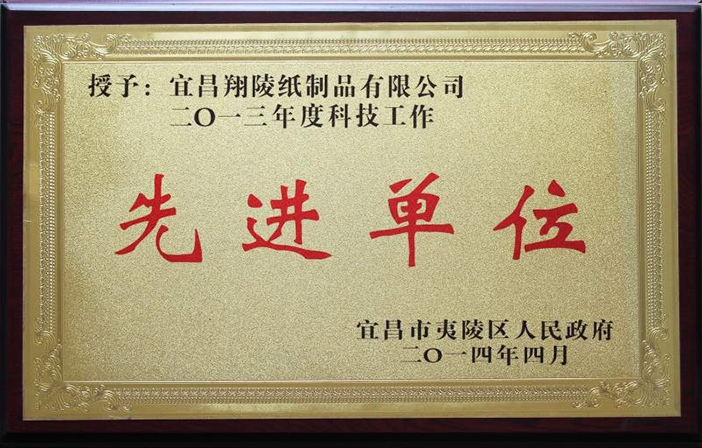 授予：宜昌翔陵纸制品有限公司
二〇一三年度科技工作
先进单位
宜昌市夷陵区人民政府
二〇一四年四月